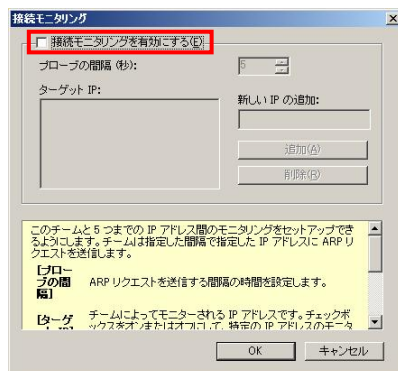 接続モニタリング
接続モニタリングを有効にする(E)
プローブの間隔 (秒):
5
ターゲット IP:
新しい IP の追加:
追加(A)
削除(R)
このチームと 5 つまでの IP アドレス間のモニタリングをセットアップでき
るようにします。チームは指定した間隔で指定した IP アドレスに ARP リ
クエストを送信します。
[プロー
ブの間
隔]
ARP リクエストを送信する間隔の時間を設定します。
[ターゲ
チームによってモニターされる IP アドレスです。チェックボ
ックスをオンまたはオフにして、特定の IP アドレスのモニタ
OK
キャンセル